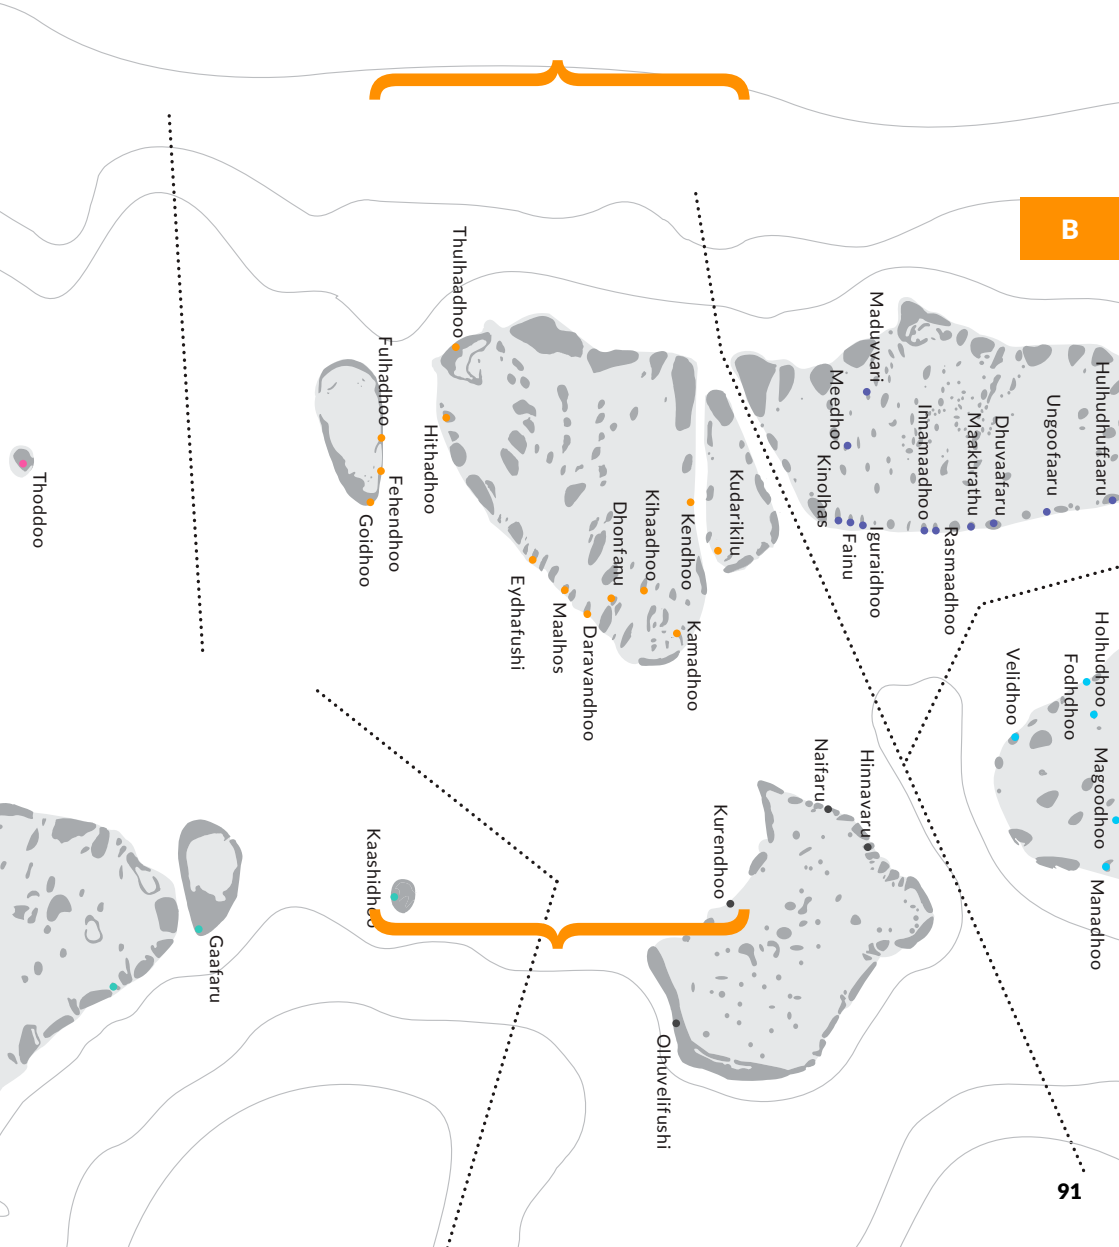 B
Thulhaadhoo
Fulhadhoo
Hithadhoo
Fehendhoo
Goidhoo
Thoddoo
Maduvvari
Meedhoo
Kinolhas
Innamaadhoo
Maakurathu
Dhuvaafaru
Ungoofaaru
Hulhudhuffaaru
Kudarikilu
Kendhoo
Kihaadhoo
Dhonfanu
Fainu
Iguraidhoo
Rasmaadhoo
Eydhafushi
Maalhos
Daravandhoo
Kamadhoo
Holhudhoo
Fodhdhoo
Velidhoo
Magoodhoo
Manadhoo
Naifaru
Hinnavaru
Kurendhoo
Kaashidhoo
Gaafaru
Olhuvelifushi
91